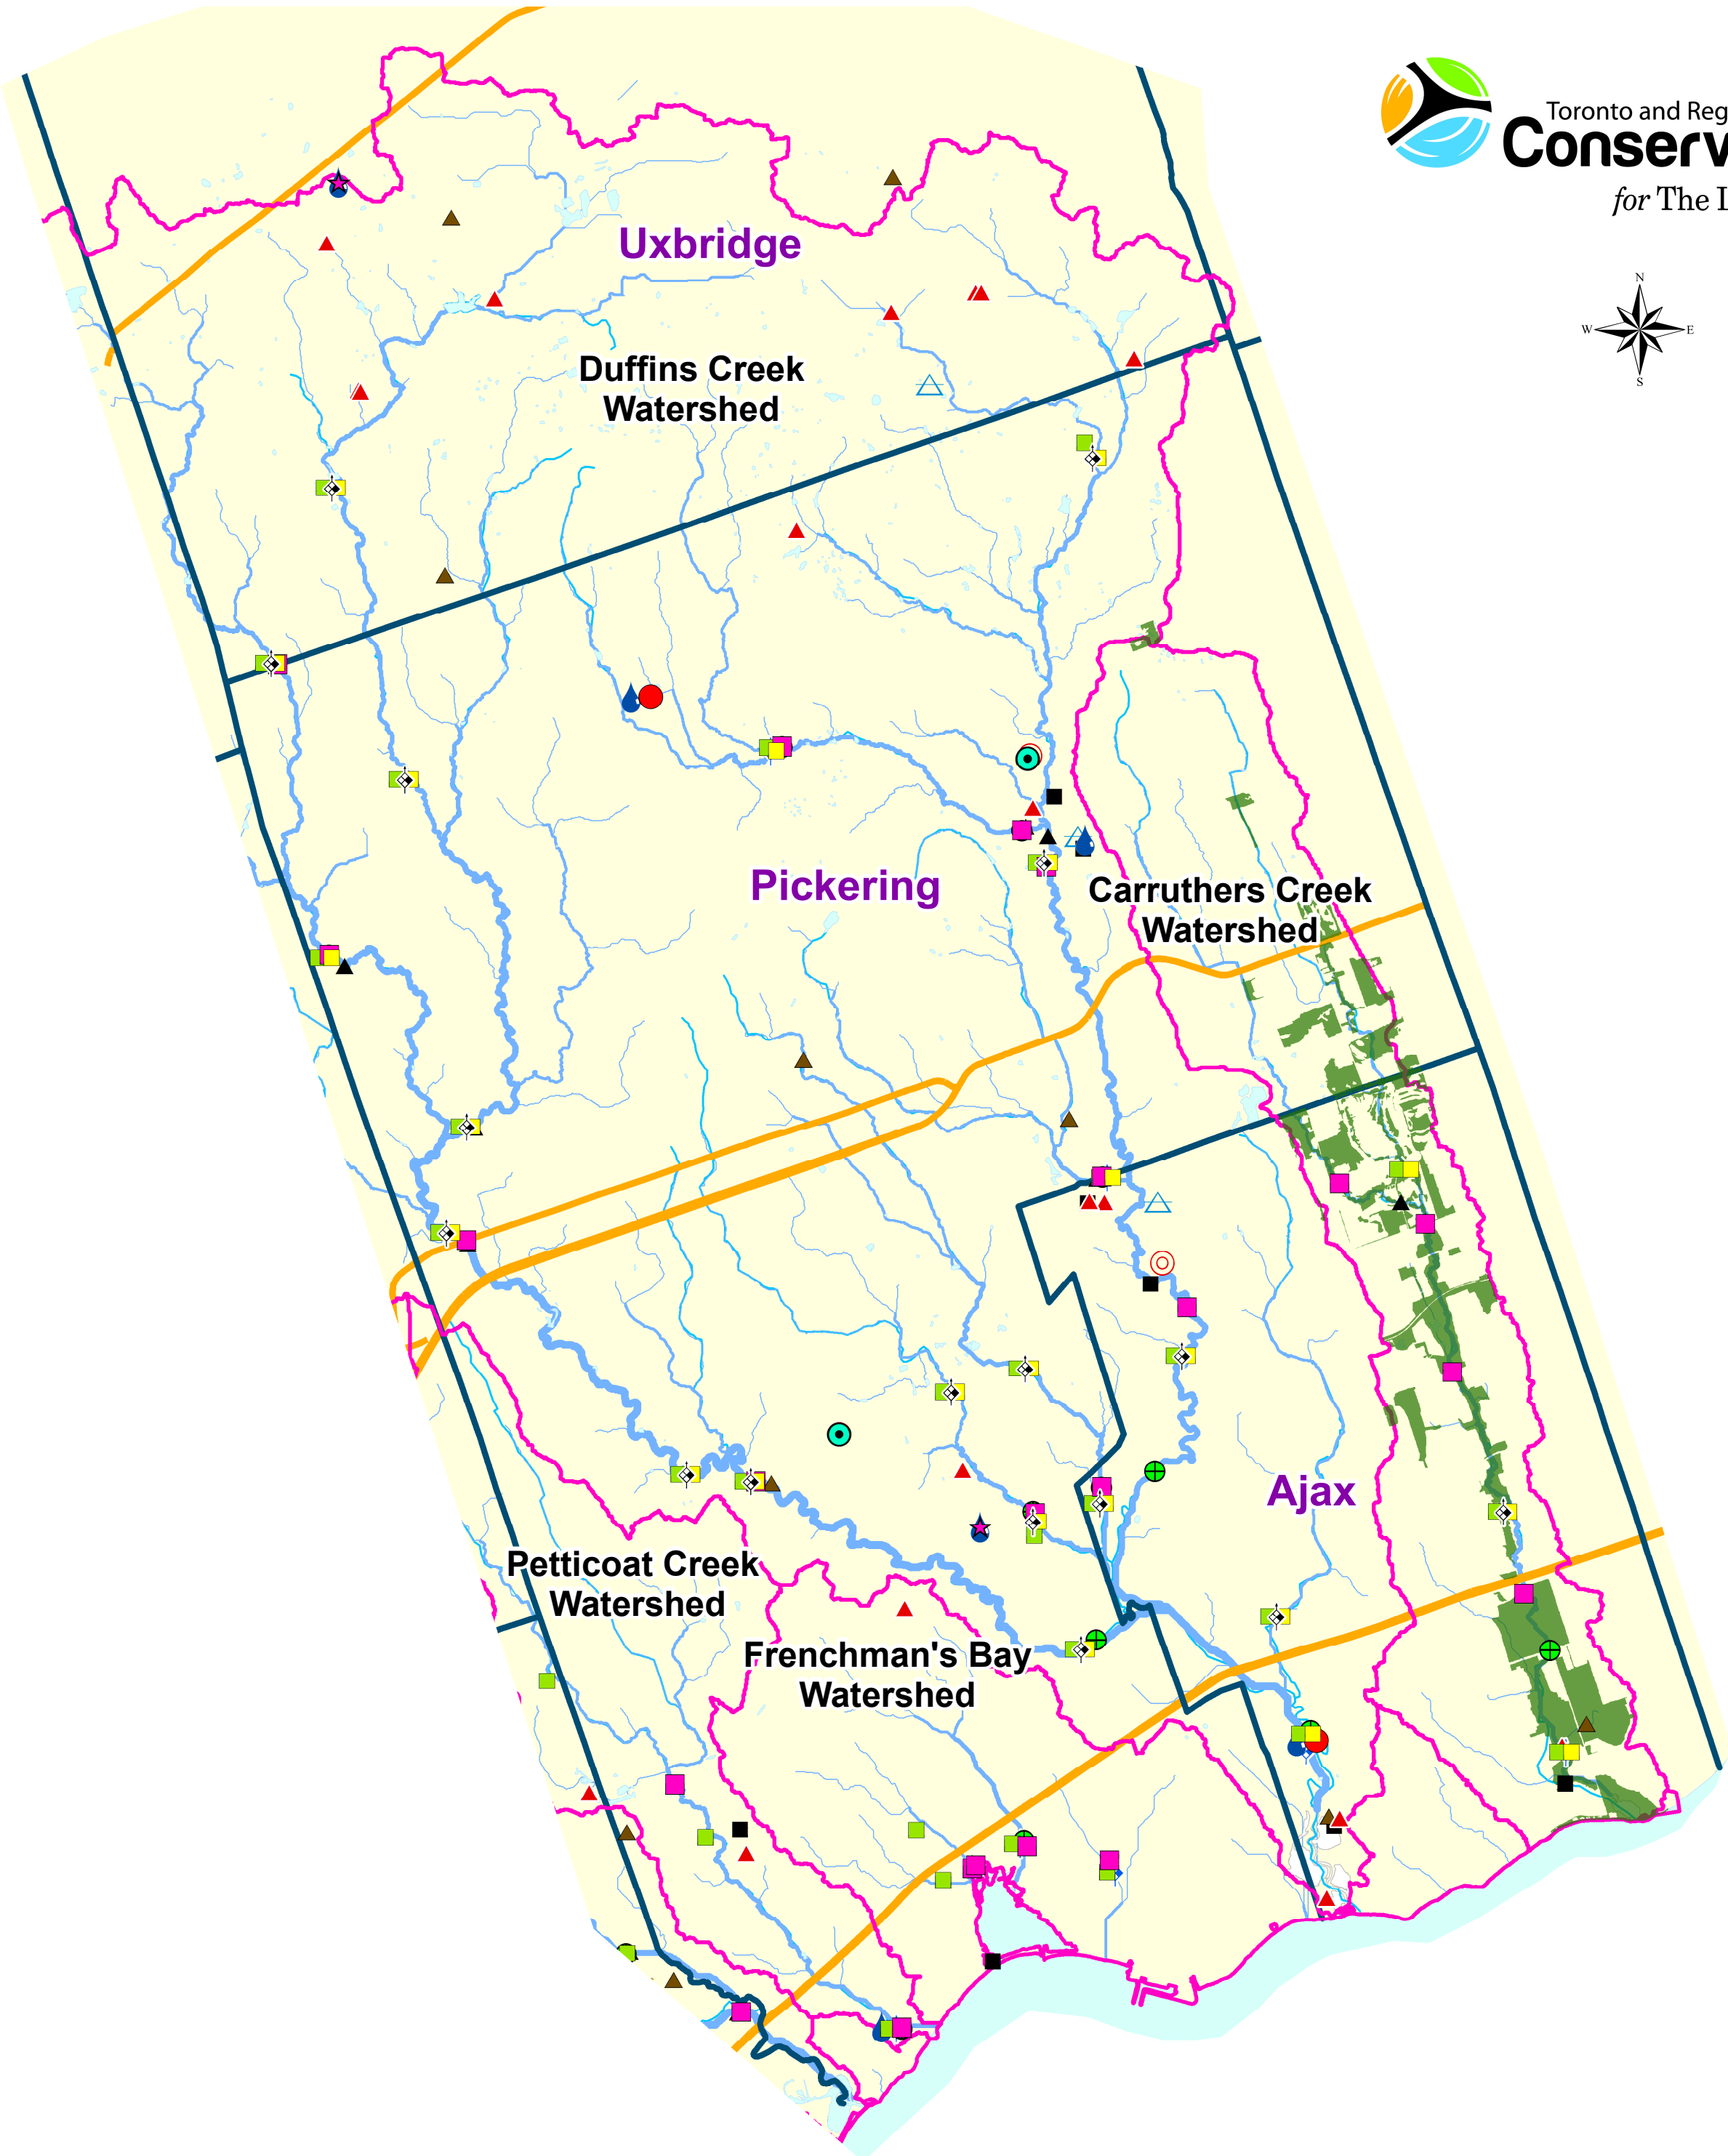 Toronto and Reg
Conserv
for The L
N
W E
S
Uxbridge
Duffins Creek
Watershed
Pickering
Carruthers Creek
Watershed
Ajax
Petticoat Creek
Watershed
Frenchman's Bay
Watershed